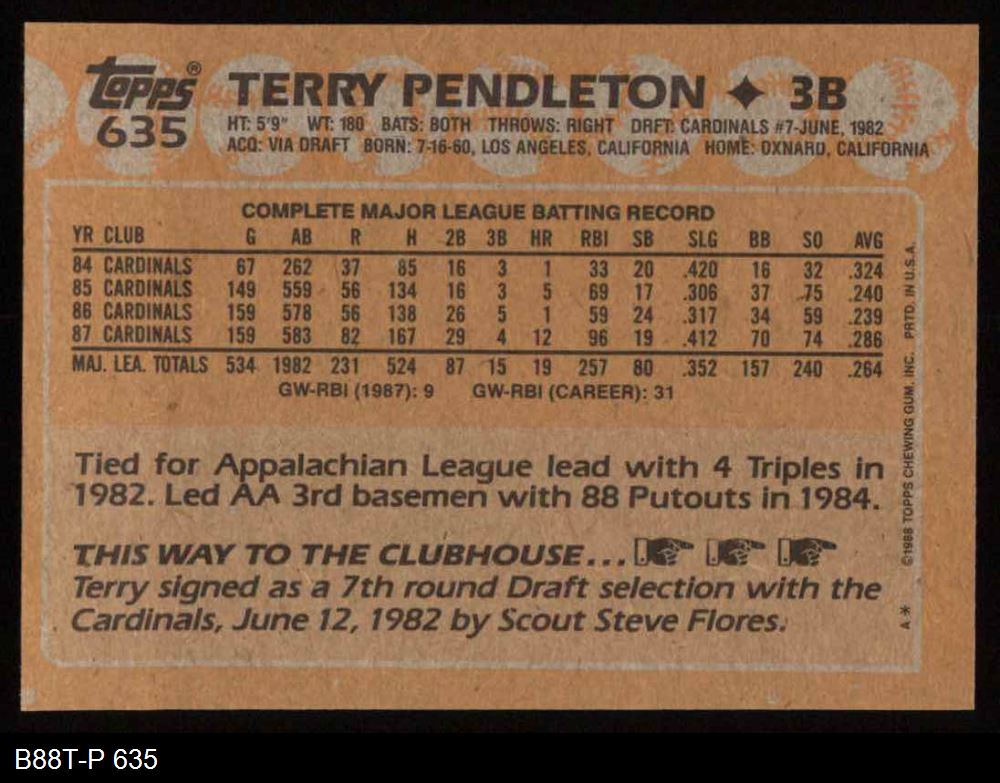 Topps®
635
TERRY PENDLETON ◆ 3B
HT: 5'9" WT: 180 BATS: BOTH THROWS: RIGHT DRFT: CARDINALS #7-JUNE, 1982
ACQ: VIA DRAFT BORN: 7-16-60, LOS ANGELES, CALIFORNIA HOME: OXNARD, CALIFORNIA
COMPLETE MAJOR LEAGUE BATTING RECORD
YR CLUB G AB R H 2B 3B HR RBI SB SLG BB SO AVG
84 CARDINALS 67 262 37 85 16 3 1 33 20 .420 16 32 .324
85 CARDINALS 149 559 56 134 16 3 5 69 17 .306 37 75 .240
86 CARDINALS 159 578 56 138 26 5 1 59 24 .317 34 59 .239
87 CARDINALS 159 583 82 167 29 4 12 96 19 .412 70 74 .286
MAJ. LEA. TOTALS 534 1982 231 524 87 15 19 257 80 .352 157 240 .264
GW-RBI (1987): 9 GW-RBI (CAREER): 31
Tied for Appalachian League lead with 4 Triples in
1982. Led AA 3rd basemen with 88 Putouts in 1984.
THIS WAY TO THE CLUBHOUSE...
Terry signed as a 7th round Draft selection with the
Cardinals, June 12, 1982 by Scout Steve Flores.
A* ©1988 TOPPS CHEWING GUM, INC. PRTD. IN U.S.A.
B88T-P 635